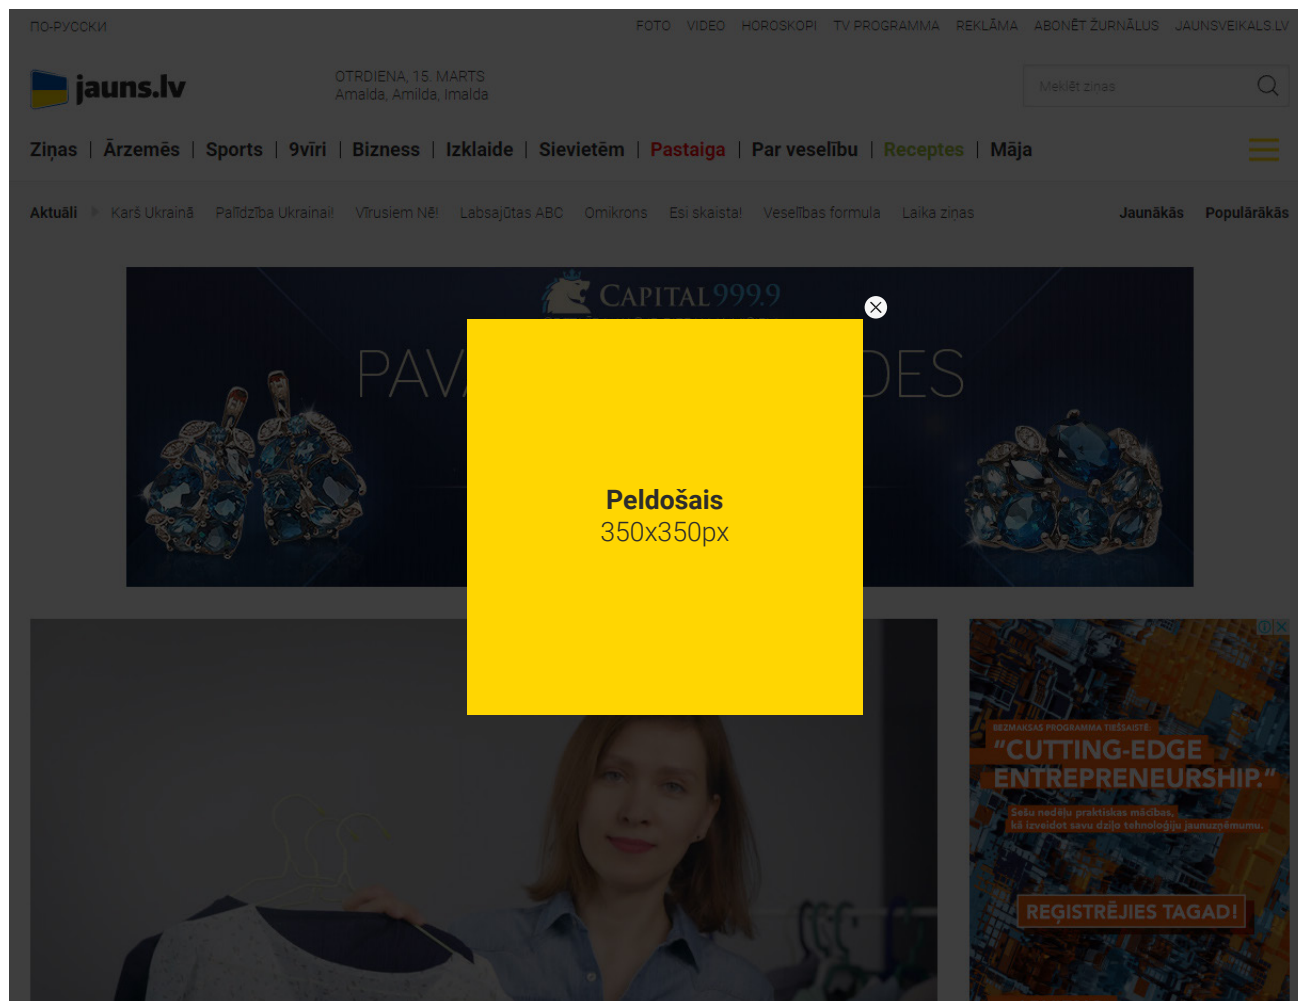 ПО-РУССКИ
FOTO VIDEO HOROSKOPI TV PROGRAMMA REKLĀMA ABONĒT ŽURNĀLUS JAUNSVEIKALS.LV
jauns.lv
OTRDIENA, 15. MARTS
Amalda, Amilda, Imalda
Meklēt ziņas
Ziņas | Ārzemēs | Sports | 9vīri | Bizness | Izklaide | Sievietēm | Pastaiga | Par veselību | Receptes | Māja
Aktuāli Karš Ukrainā Palīdzība Ukrainai! Vīrusiem Nē! Labsajūtas ABC Omikrons Esi skaista! Veselības formula Laika ziņas Jaunākās Populārākās
CAPITAL 999.9
PAVA DES
Peldošais
350x350px
BEZMAKSAS PROGRAMMA TIEŠSAISTĒ:
“CUTTING-EDGE
ENTREPRENEURSHIP.”
Sešu nedēļu praktiskas mācības,
kā izveidot savu dziļo tehnoloģiju jaunuzņēmumu.
REĢISTRĒJIES TAGAD!